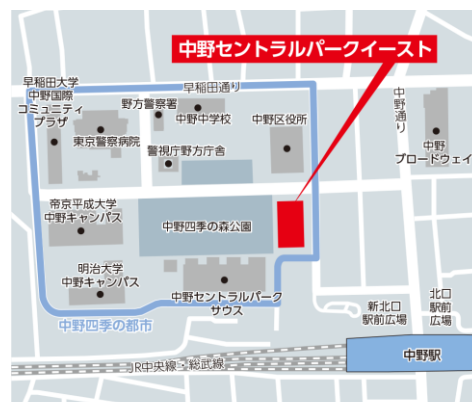 中野セントラルパークイースト
早稲田通り
早稲田大学
中野国際
コミュニティ
プラザ
野方警察署
中野中学校
東京警察病院
警視庁野方庁舎
中野区役所
中野通り
中野
ブロードウェイ
帝京平成大学
中野キャンパス
中野四季の森公園
明治大学
中野キャンパス
中野セントラルパーク
サウス
中野四季の都市
新北口
駅前広場
北口
駅前
広場
中野駅
JR中央線・総武線